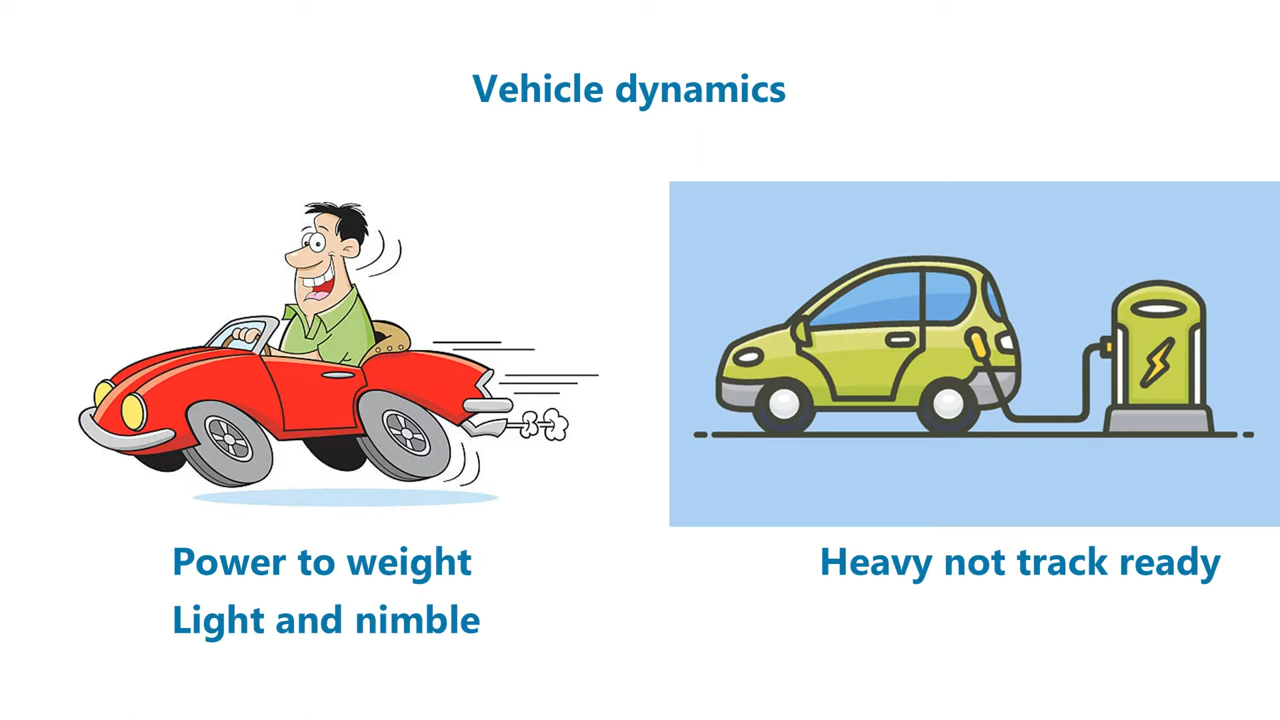 Vehicle dynamics
Power to weight
Light and nimble
Heavy not track ready